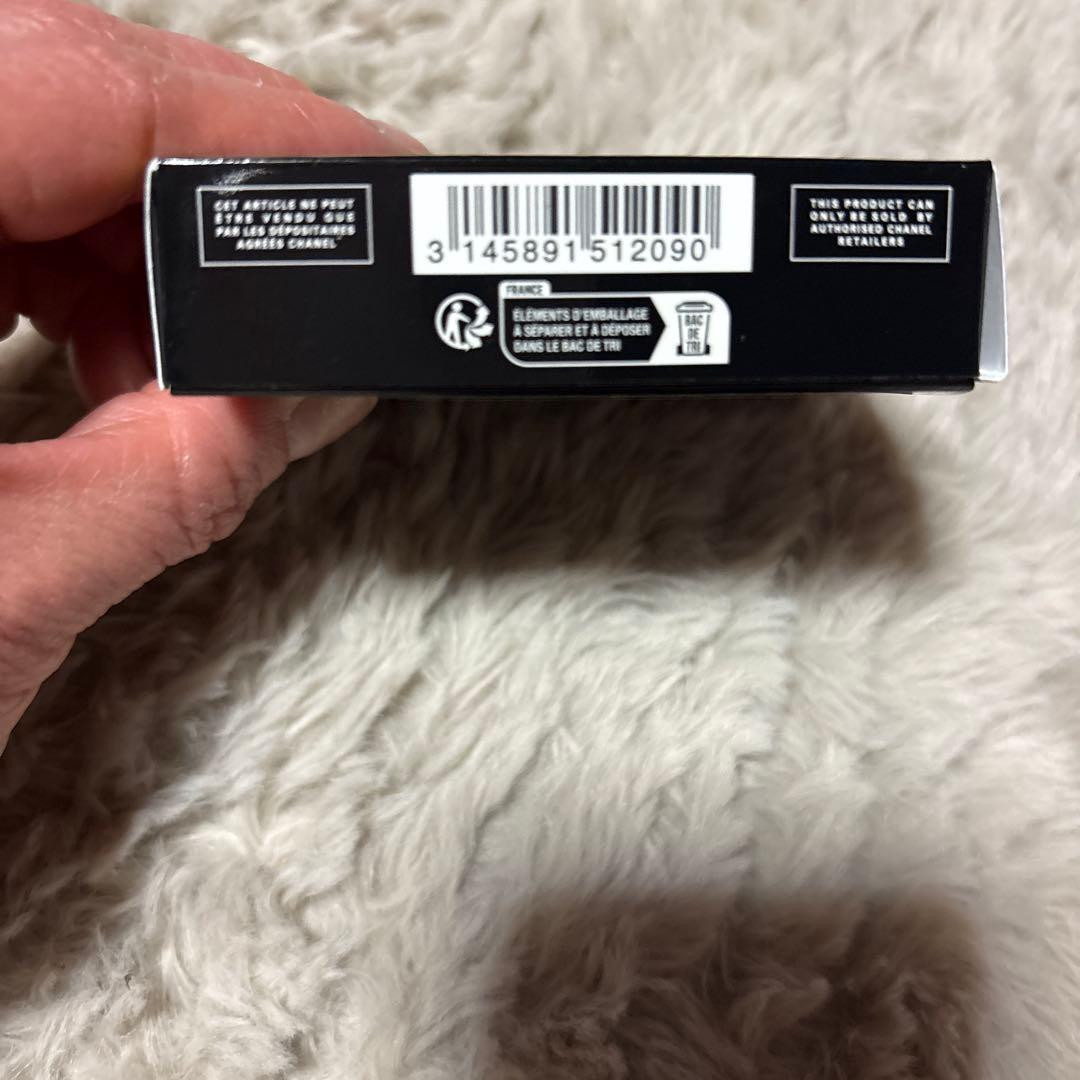 CET ARTICLE NE PEUT
ÊTRE VENDU QUE
PAR LES DÉPOSITAIRES
AGRÉÉS CHANEL
3 145891 512090
THIS PRODUCT CAN
ONLY BE SOLD BY
AUTHORISED CHANEL
RETAILERS
FRANCE
ÉLÉMENTS D'EMBALLAGE
À SÉPARER ET À DÉPOSER
DANS LE BAC DE TRI
BAC
DE
TRI